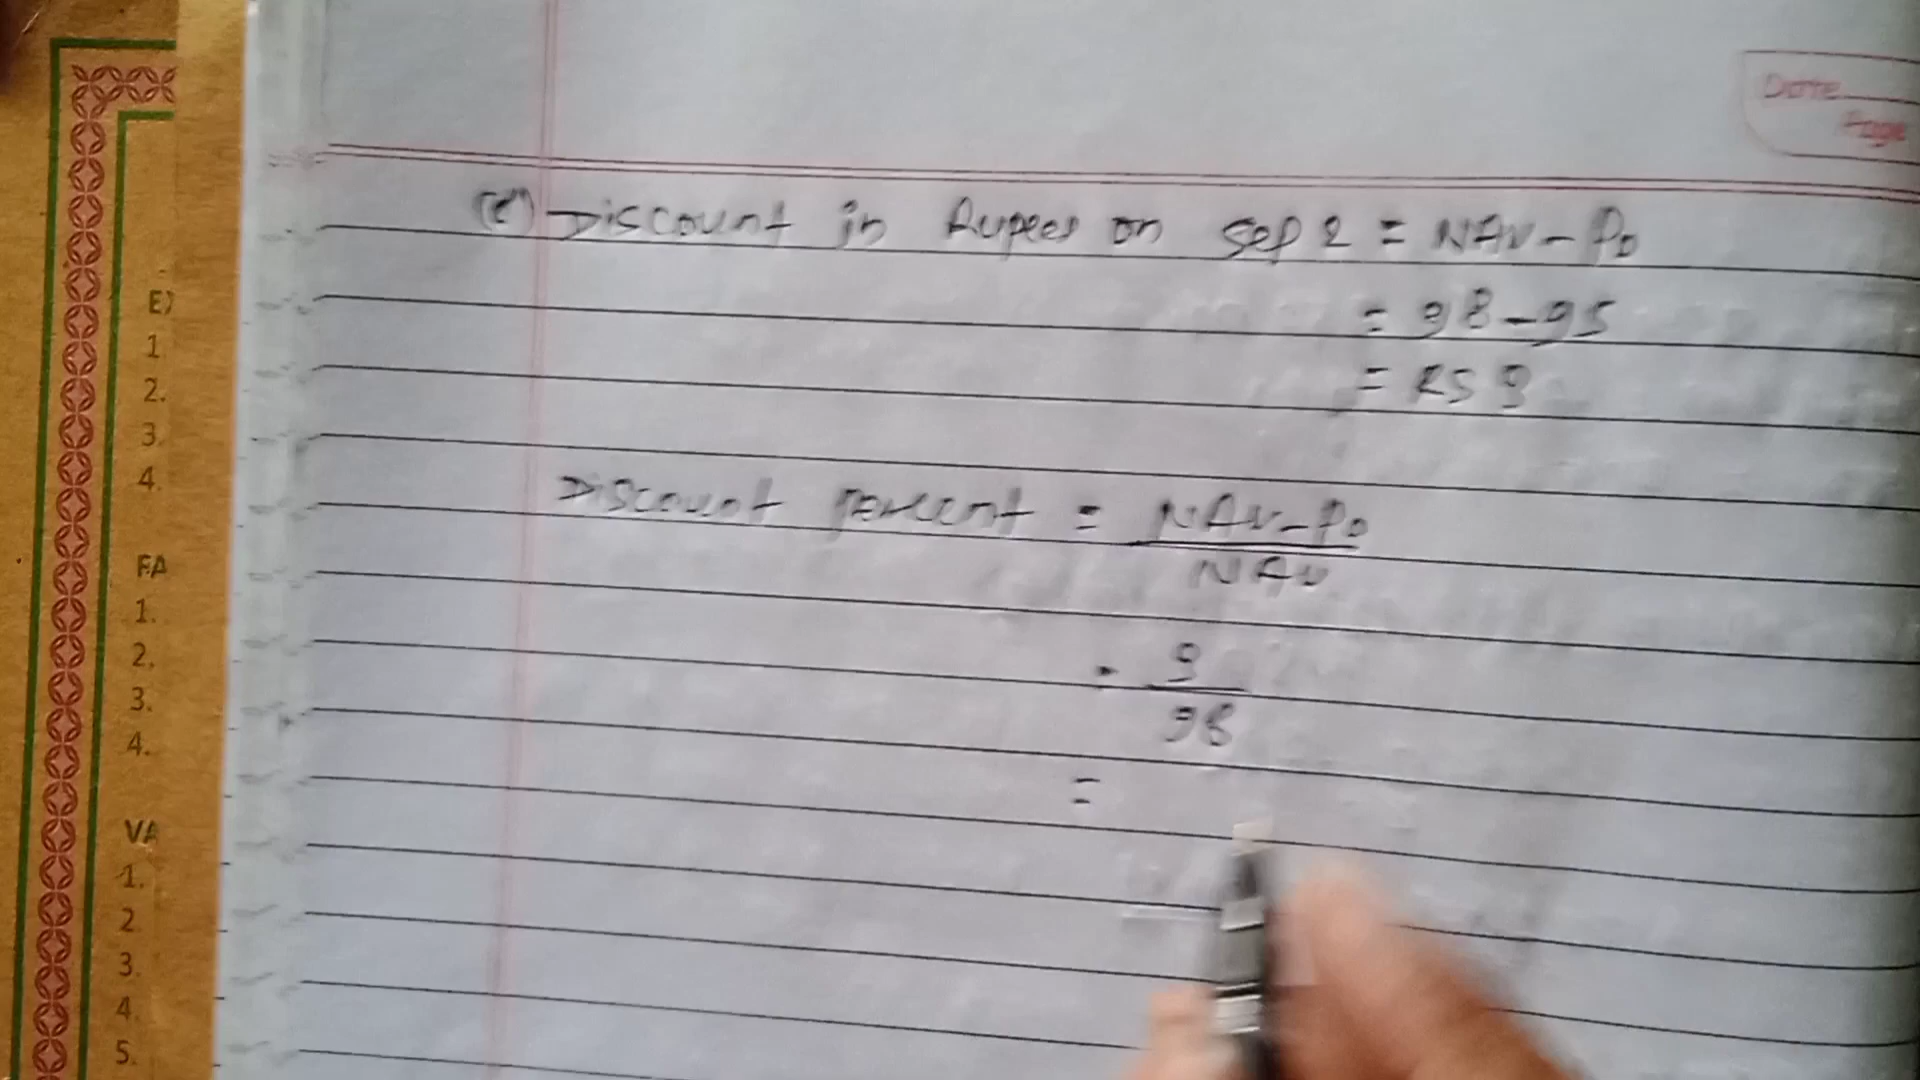 Date
Page
(c) Discount in Rupees on Sep 2 = NAV - P0
= 98 - 95
= RS 3
Discount percent = NAV - P0
NAV
= 3
98
=
E)
1
2.
3.
4.
FA
1.
2.
3.
4.
VA
1.
2
3.
4.
5.